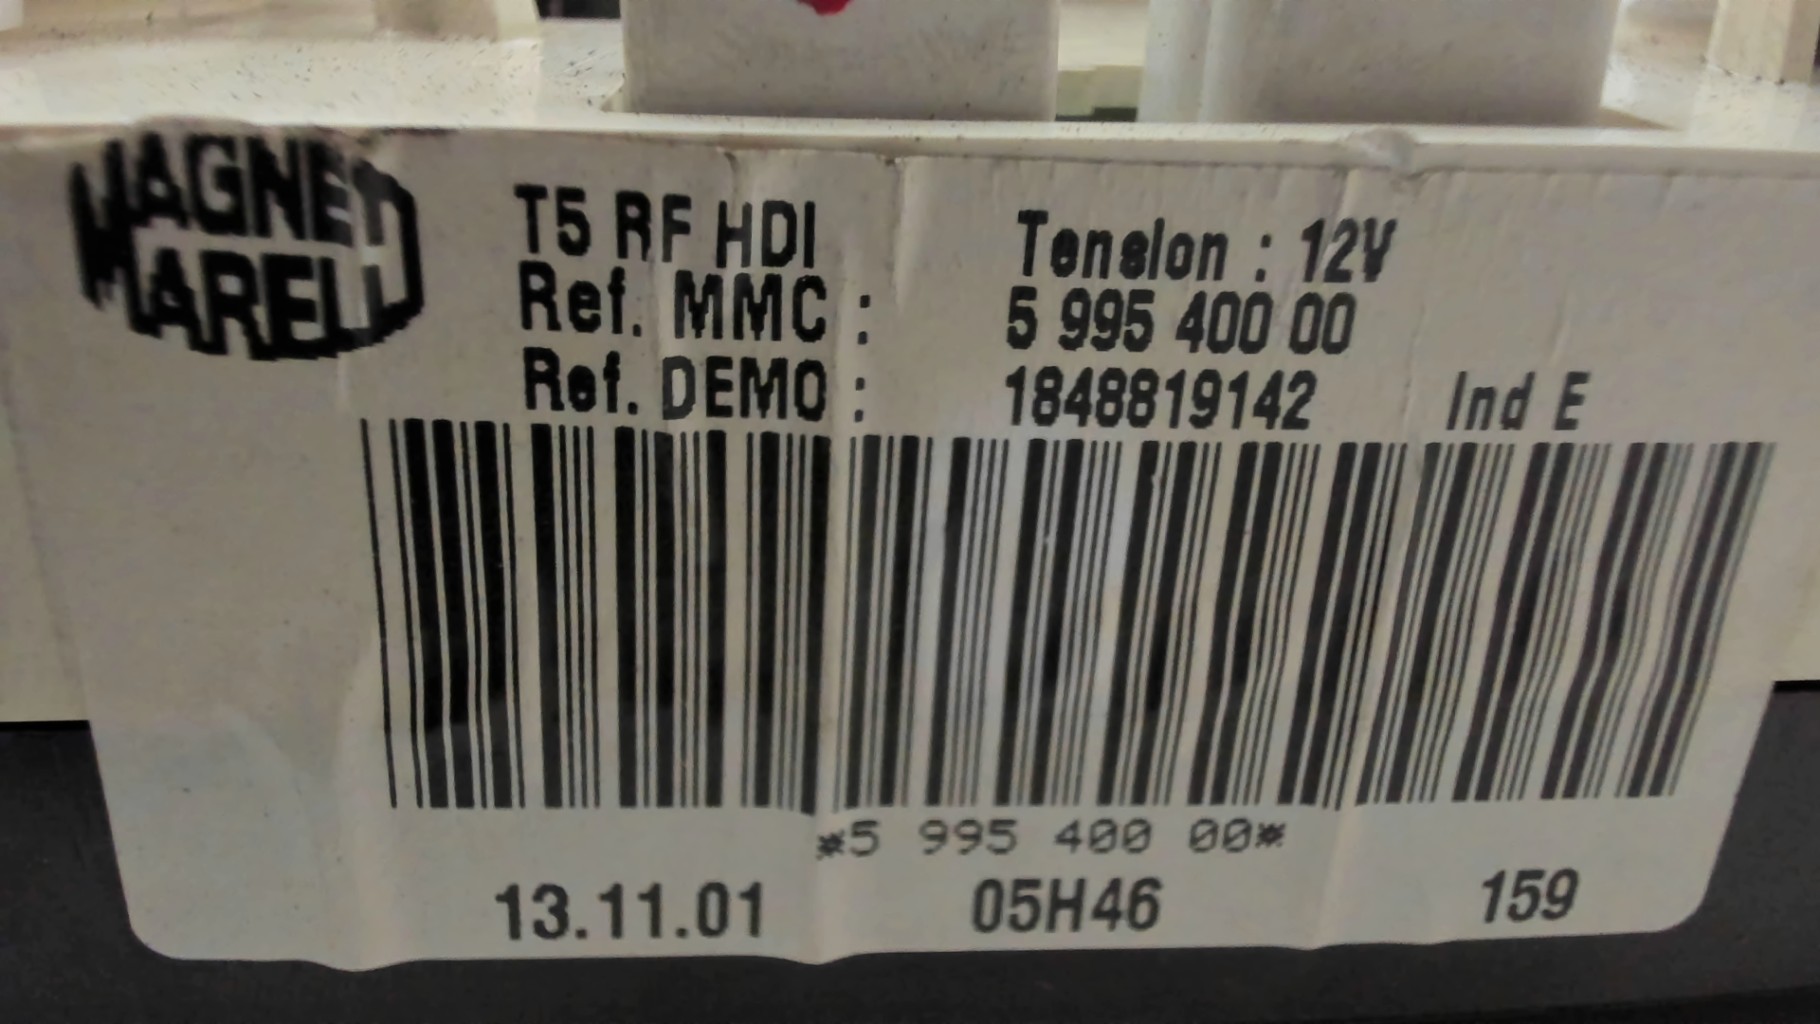 MAGNETI
MARELLI
T5 RF HDI
Tension : 12V
Ref. MMC : 5 995 400 00
Ref. DEMO : 1848819142 Ind E
*5 995 400 00*
13.11.01 05H46 159